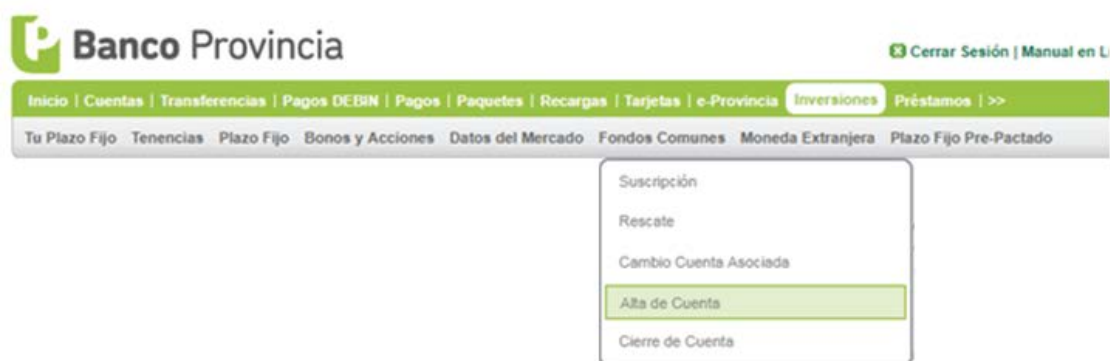 Banco Provincia
Cerrar Sesión | Manual en
Inicio | Cuentas | Transferencias | Pagos DEBIN | Pagos | Paquetes | Recargas | Tarjetas | e-Provincia Inversiones Préstamos | >>
Tu Plazo Fijo Tenencias Plazo Fijo Bonos y Acciones Datos del Mercado Fondos Comunes Moneda Extranjera Plazo Fijo Pre-Pactado
Suscripción
Rescate
Cambio Cuenta Asociada
Alta de Cuenta
Cierre de Cuenta